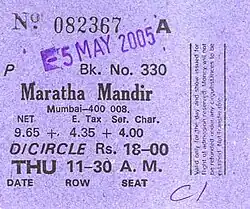 Nº 082367 A
E5 MAY 2005
P Bk. No. 330
Maratha Mandir
Mumbai-400 008.
NET E. Tax Ser. Char.
9.65 + 4.35 + 4.00
D/CIRCLE Rs. 18-00
THU 11-30 A. M.
DATE ROW SEAT
C1